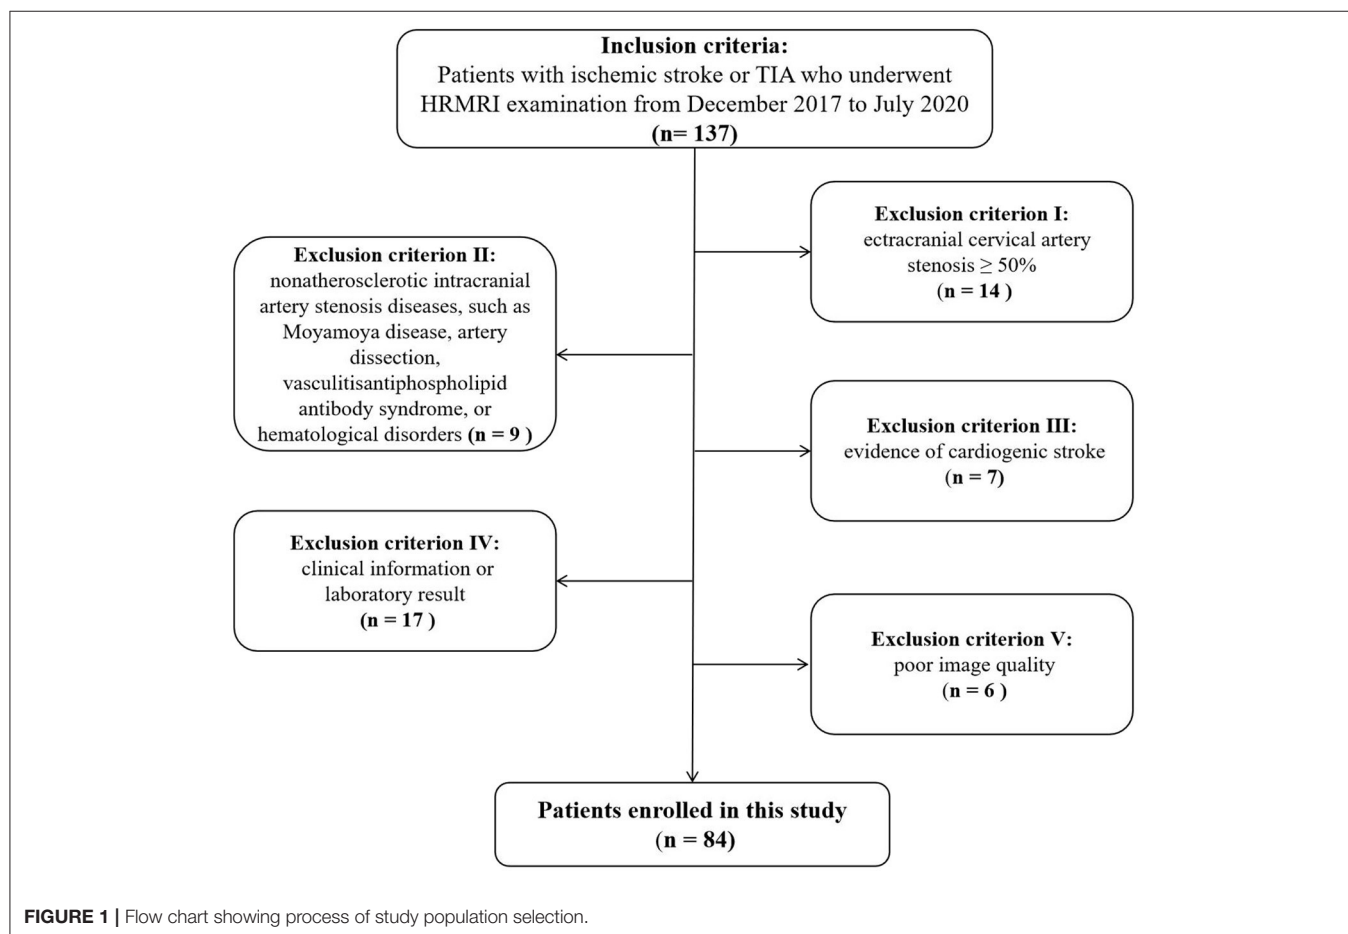 Inclusion criteria:
Patients with ischemic stroke or TIA who underwent
HRMRI examination from December 2017 to July 2020
(n= 137)
Exclusion criterion I:
ectracranial cervical artery
stenosis ≥ 50%
(n = 14 )
Exclusion criterion II:
nonatherosclerotic intracranial
artery stenosis diseases, such as
Moyamoya disease, artery
dissection,
vasculitisantiphospholipid
antibody syndrome, or
hematological disorders (n = 9 )
Exclusion criterion III:
evidence of cardiogenic stroke
(n = 7)
Exclusion criterion IV:
clinical information or
laboratory result
(n = 17 )
Exclusion criterion V:
poor image quality
(n = 6 )
Patients enrolled in this study
(n = 84)
FIGURE 1 | Flow chart showing process of study population selection.